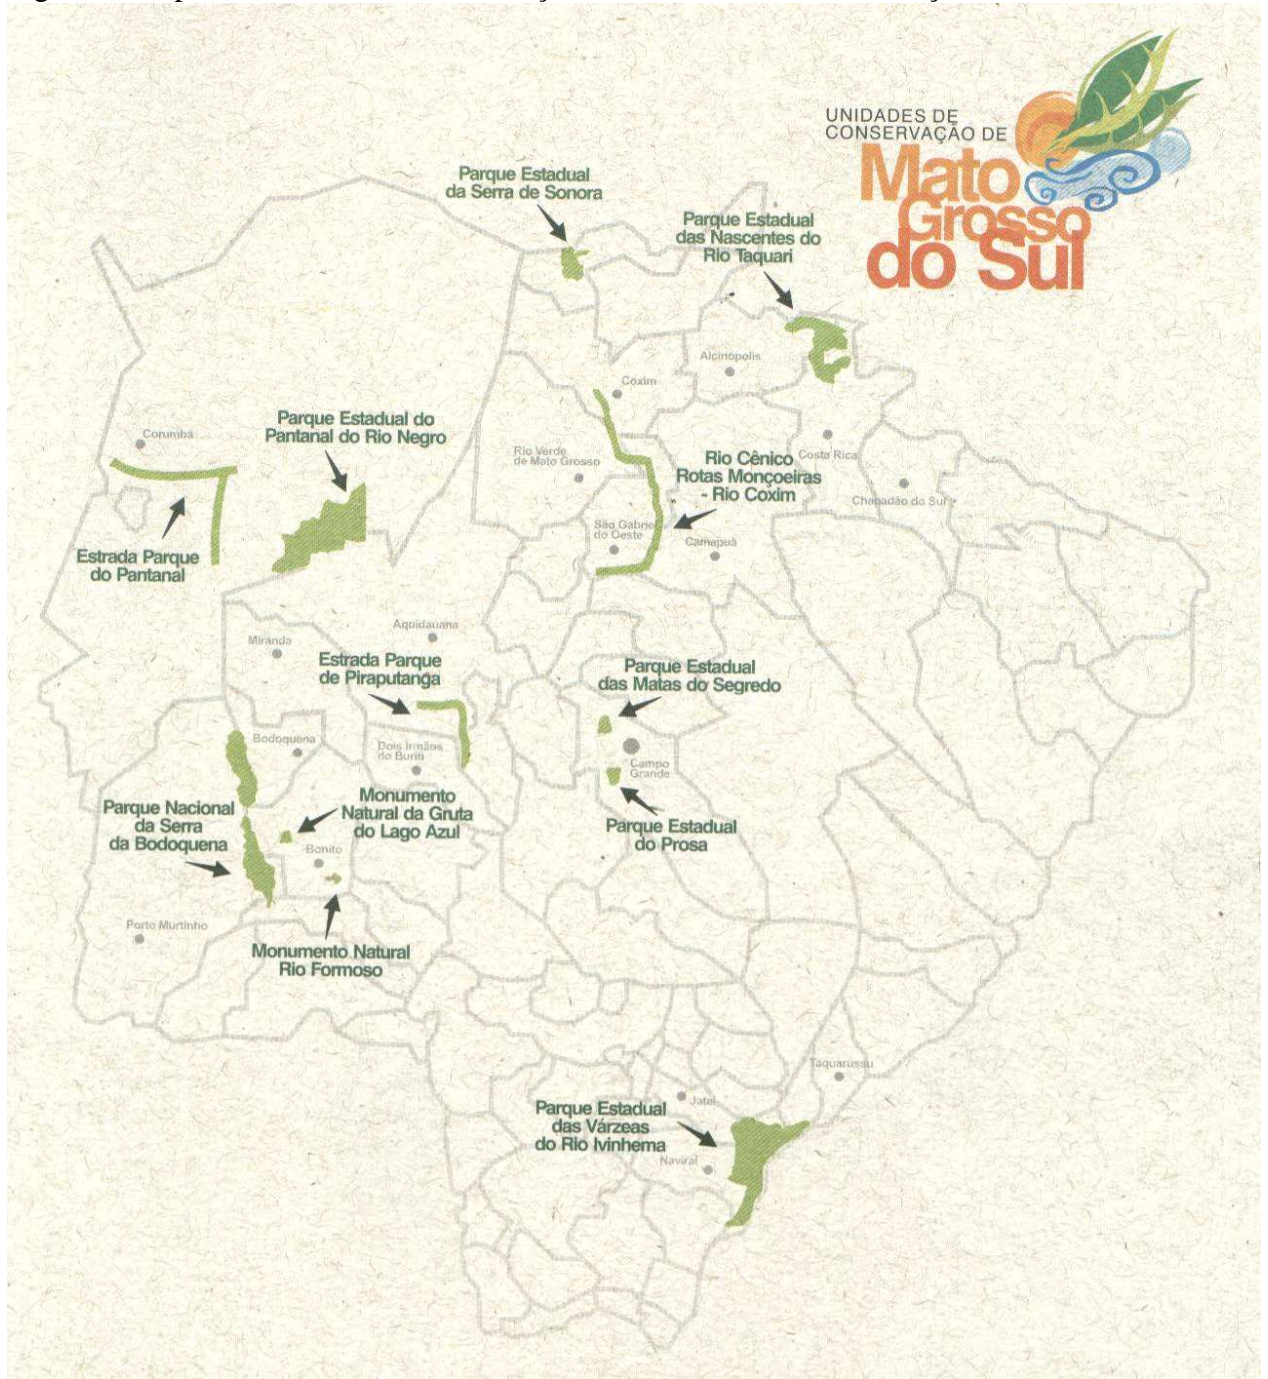 UNIDADES DE
CONSERVAÇÃO DE
Mato
Grosso
do Sul
Parque Estadual
da Serra de Sonora
Parque Estadual
das Nascentes do
Rio Taquari
Alcinópolis
Coxim
Parque Estadual do
Pantanal do Rio Negro
Corumbá
Rio Verde
de Mato Grosso
Rio Cênico
Rotas Monçoeiras
- Rio Coxim
Costa Rica
Chapadão do Sul
São Gabriel
do Oeste
Camapuã
Estrada Parque
do Pantanal
Aquidauana
Miranda
Estrada Parque
de Piraputanga
Parque Estadual
das Matas do Segredo
Bodoquena
Dois Irmãos
do Buriti
Campo
Grande
Parque Nacional
da Serra
da Bodoquena
Monumento
Natural da Gruta
do Lago Azul
Parque Estadual
do Prosa
Bonito
Porto Murtinho
Monumento Natural
Rio Formoso
Taquarussu
Jateí
Parque Estadual
das Várzeas
do Rio Ivinhema
Naviraí